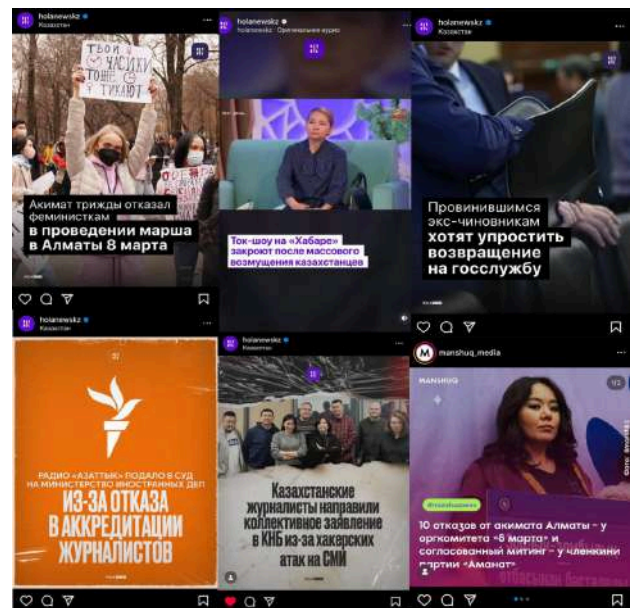 holanewskz
Казахстан
ТВОИ
ЧАСИКИ
ТОЖЕ
ТИКАЮТ
Акимат трижды отказал
феминисткам
в проведении марша
в Алматы 8 марта
holanewskz
holanewskz · Оригинальное аудио
Ток-шоу на «Хабаре»
закроют после массового
возмущения казахстанцев
holanewskz
Казахстан
Провинившимся
экс-чиновникам
хотят упростить
возвращение
на госслужбу
holanewskz
Казахстан
РАДИО «АЗАТТЫК» ПОДАЛО В СУД
НА МИНИСТЕРСТВО ИНОСТРАННЫХ ДЕЛ
ИЗ-ЗА ОТКАЗА
В АККРЕДИТАЦИИ
ЖУРНАЛИСТОВ
holanewskz
Казахстан
Казахстанские
журналисты направили
коллективное заявление
в КНБ из-за хакерских
атак на СМИ
M manshuq_media
MANSHUQ
1/3
10 отказов от акимата Алматы – у
оргкомитета «8 марта» и
согласованный митинг – у членкини
партии "Аманат"